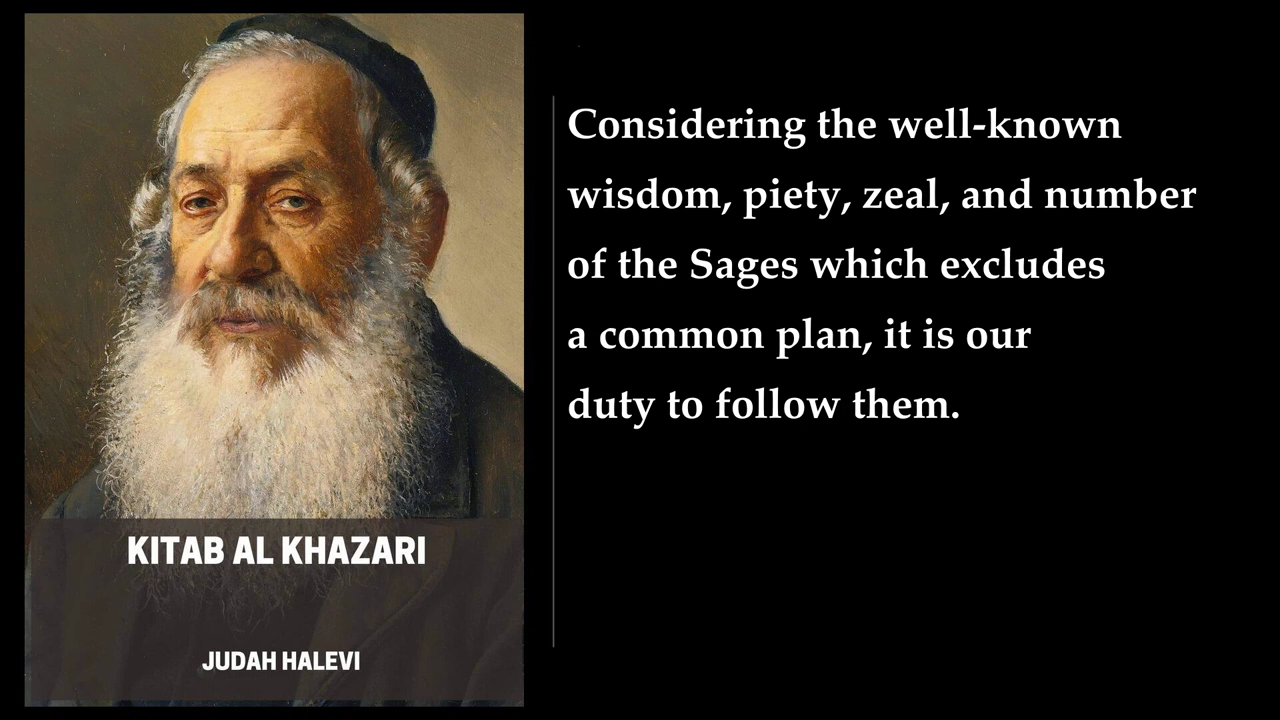 KITAB AL KHAZARI
JUDAH HALEVI
Considering the well-known
wisdom, piety, zeal, and number
of the Sages which excludes
a common plan, it is our
duty to follow them.